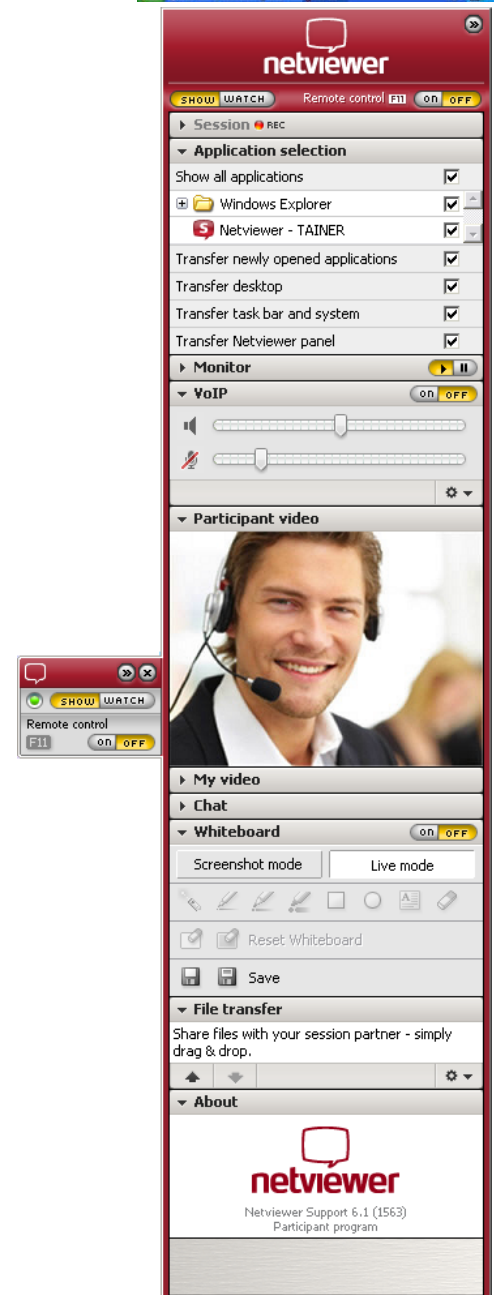 netviewer
SHOW WATCH Remote control F11 on OFF
Session REC
Application selection
Show all applications
Windows Explorer
S Netviewer - TAINER
Transfer newly opened applications
Transfer desktop
Transfer task bar and system
Transfer Netviewer panel
Monitor
VoIP on OFF
Participant video
SHOW WATCH
Remote control
F11 on OFF
My video
Chat
Whiteboard on OFF
Screenshot mode Live mode
A
Reset Whiteboard
Save
File transfer
Share files with your session partner - simply
drag & drop.
About
netviewer
Netviewer Support 6.1 (1563)
Participant program